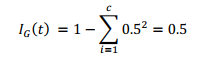 I_G(t) = 1 − ∑_{i=1}^{c} 0.5² = 0.5